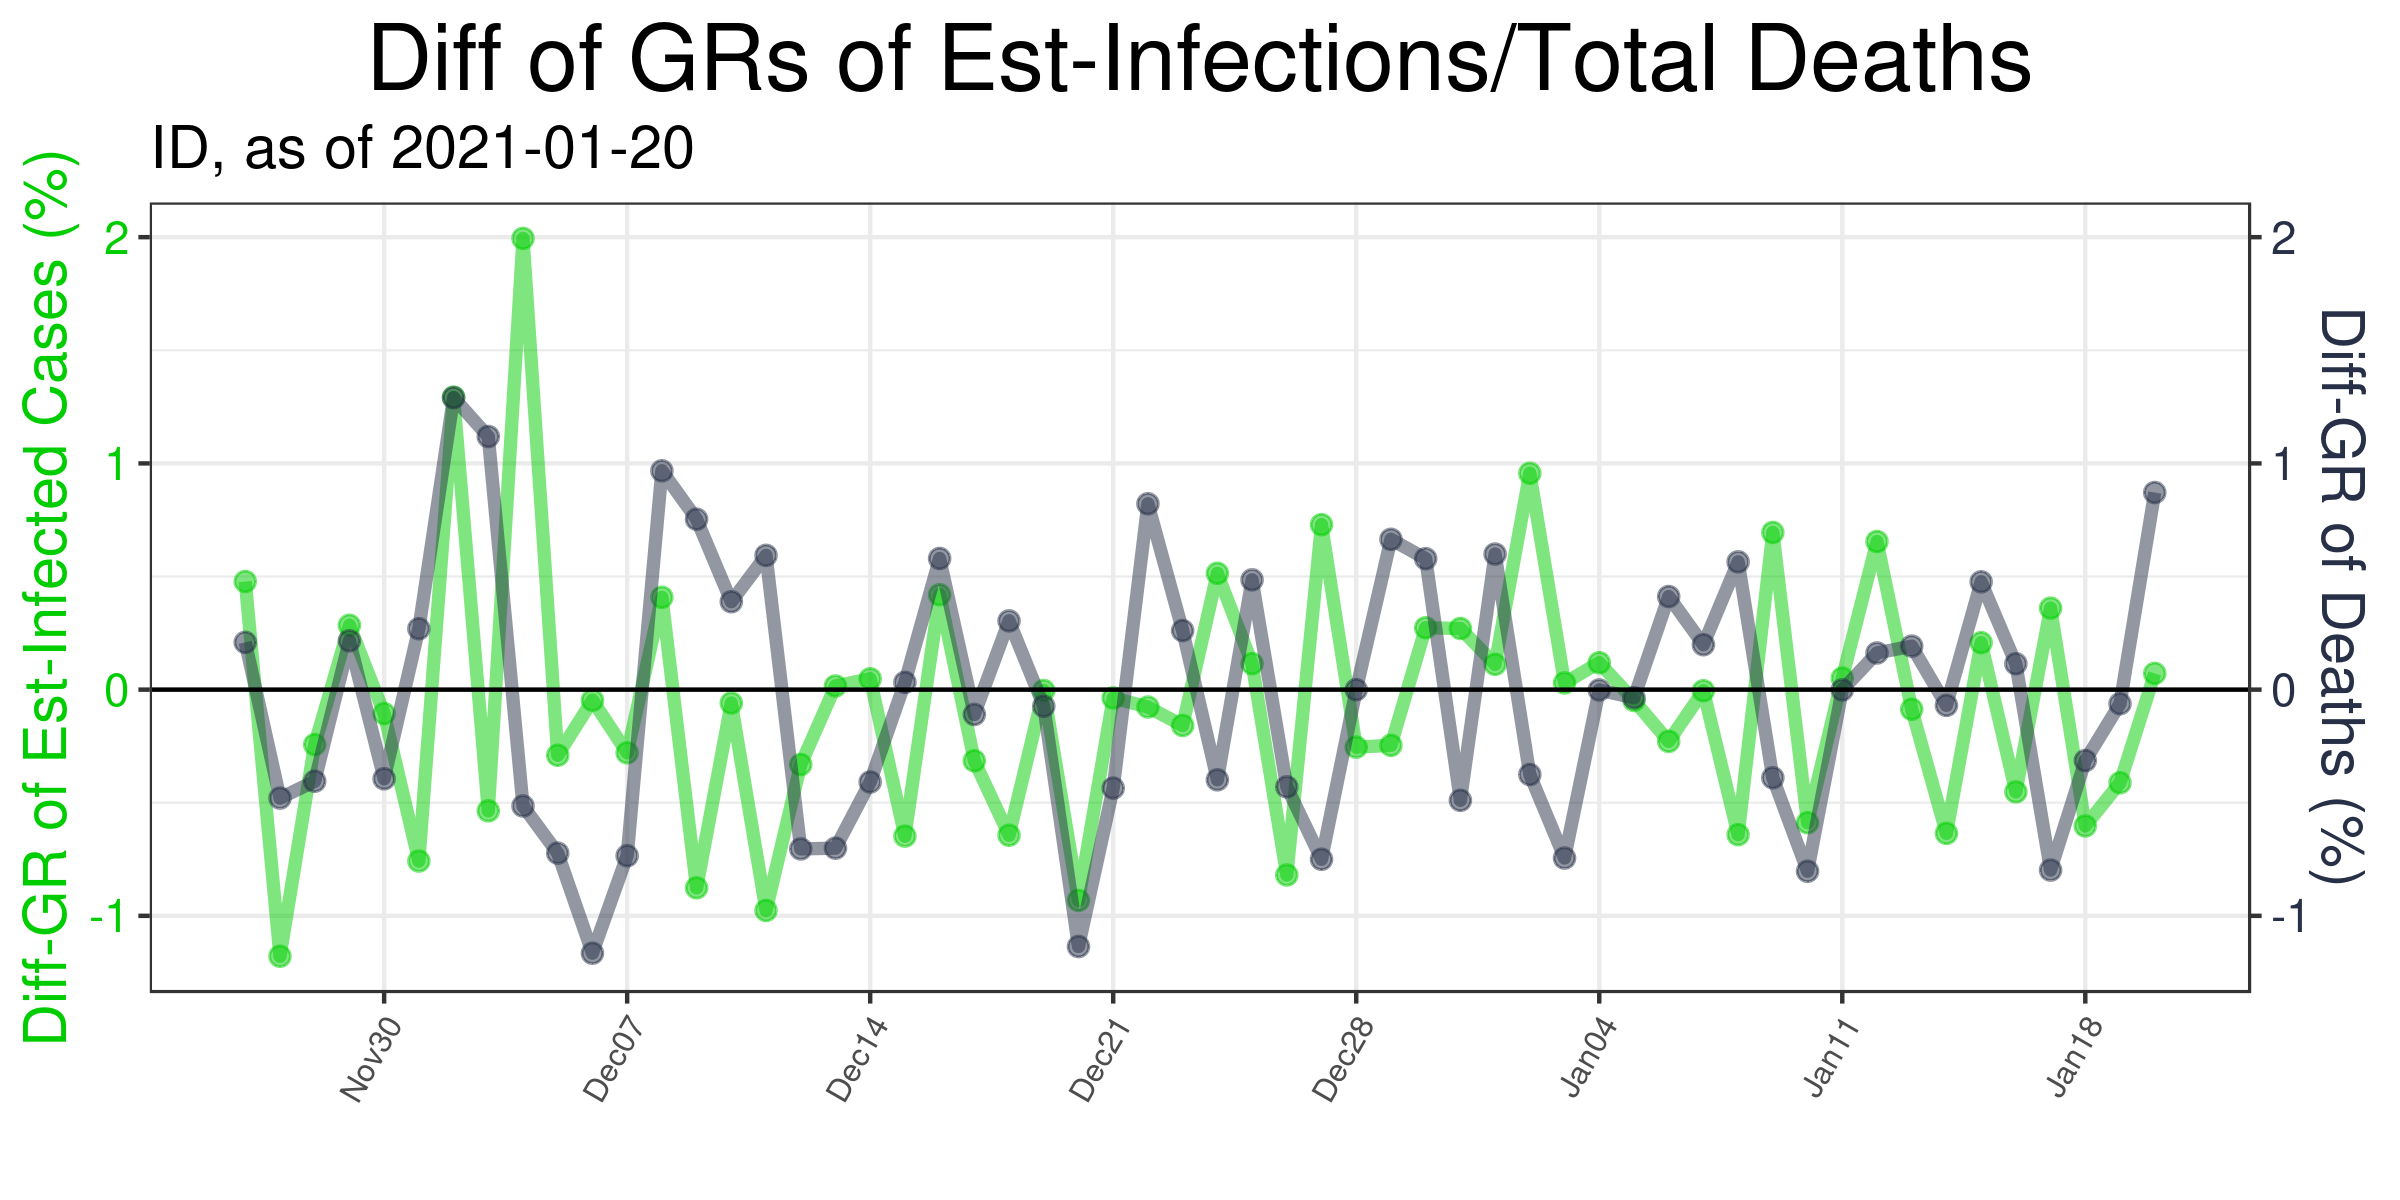 Diff of GRs of Est-Infections/Total Deaths
ID, as of 2021-01-20
Diff-GR of Est-Infected Cases (%)
2
1
0
-1
2
1
0
-1
Diff-GR of Deaths (%)
Nov30
Dec07
Dec14
Dec21
Dec28
Jan04
Jan11
Jan18